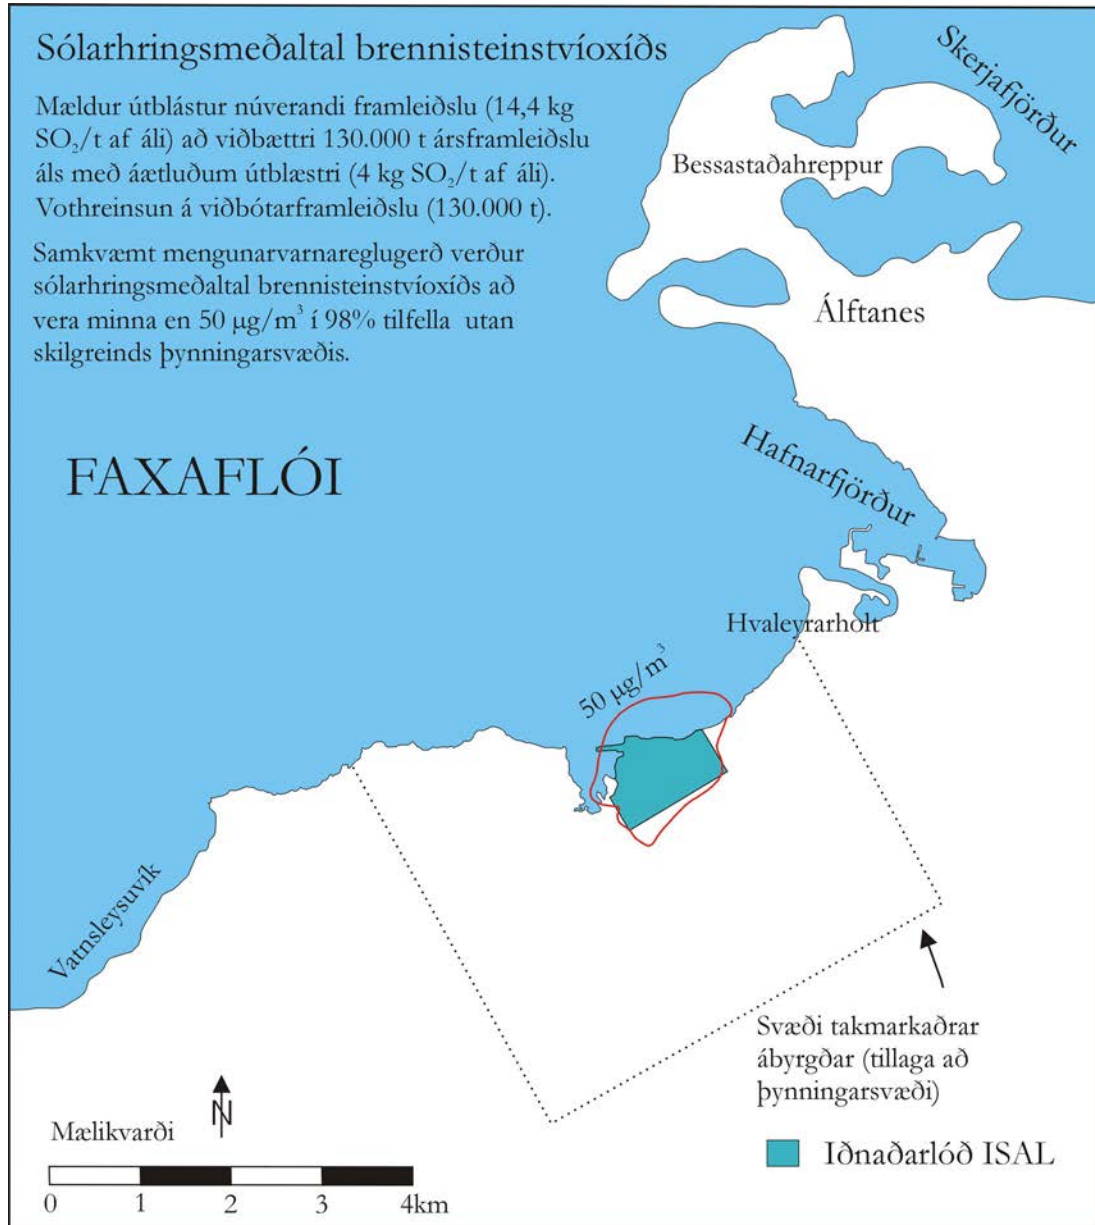 Sólarhringsmeðaltal brennisteinstvíoxíðs
Mældur útblástur núverandi framleiðslu (14,4 kg
SO₂/t af áli) að viðbættri 130.000 t ársframleiðslu
áls með áætluðum útblæstri (4 kg SO₂/t af áli).
Vothreinsun á viðbótarframleiðslu (130.000 t).
Samkvæmt mengunarvarnareglugerð verður
sólarhringsmeðaltal brennisteinstvíoxíðs að
vera minna en 50 µg/m³ í 98% tilfella utan
skilgreinds þynningarsvæðis.
Skerjafjörður
Bessastaðahreppur
Álftanes
Hafnarfjörður
FAXAFLÓI
Hvaleyrarholt
50 µg/m³
Vatnsleysuvík
Svæði takmarkaðrar
ábyrgðar (tillaga að
þynningarsvæði)
N
Mælikvarði
0 1 2 3 4km
Iðnaðarlóð ISAL